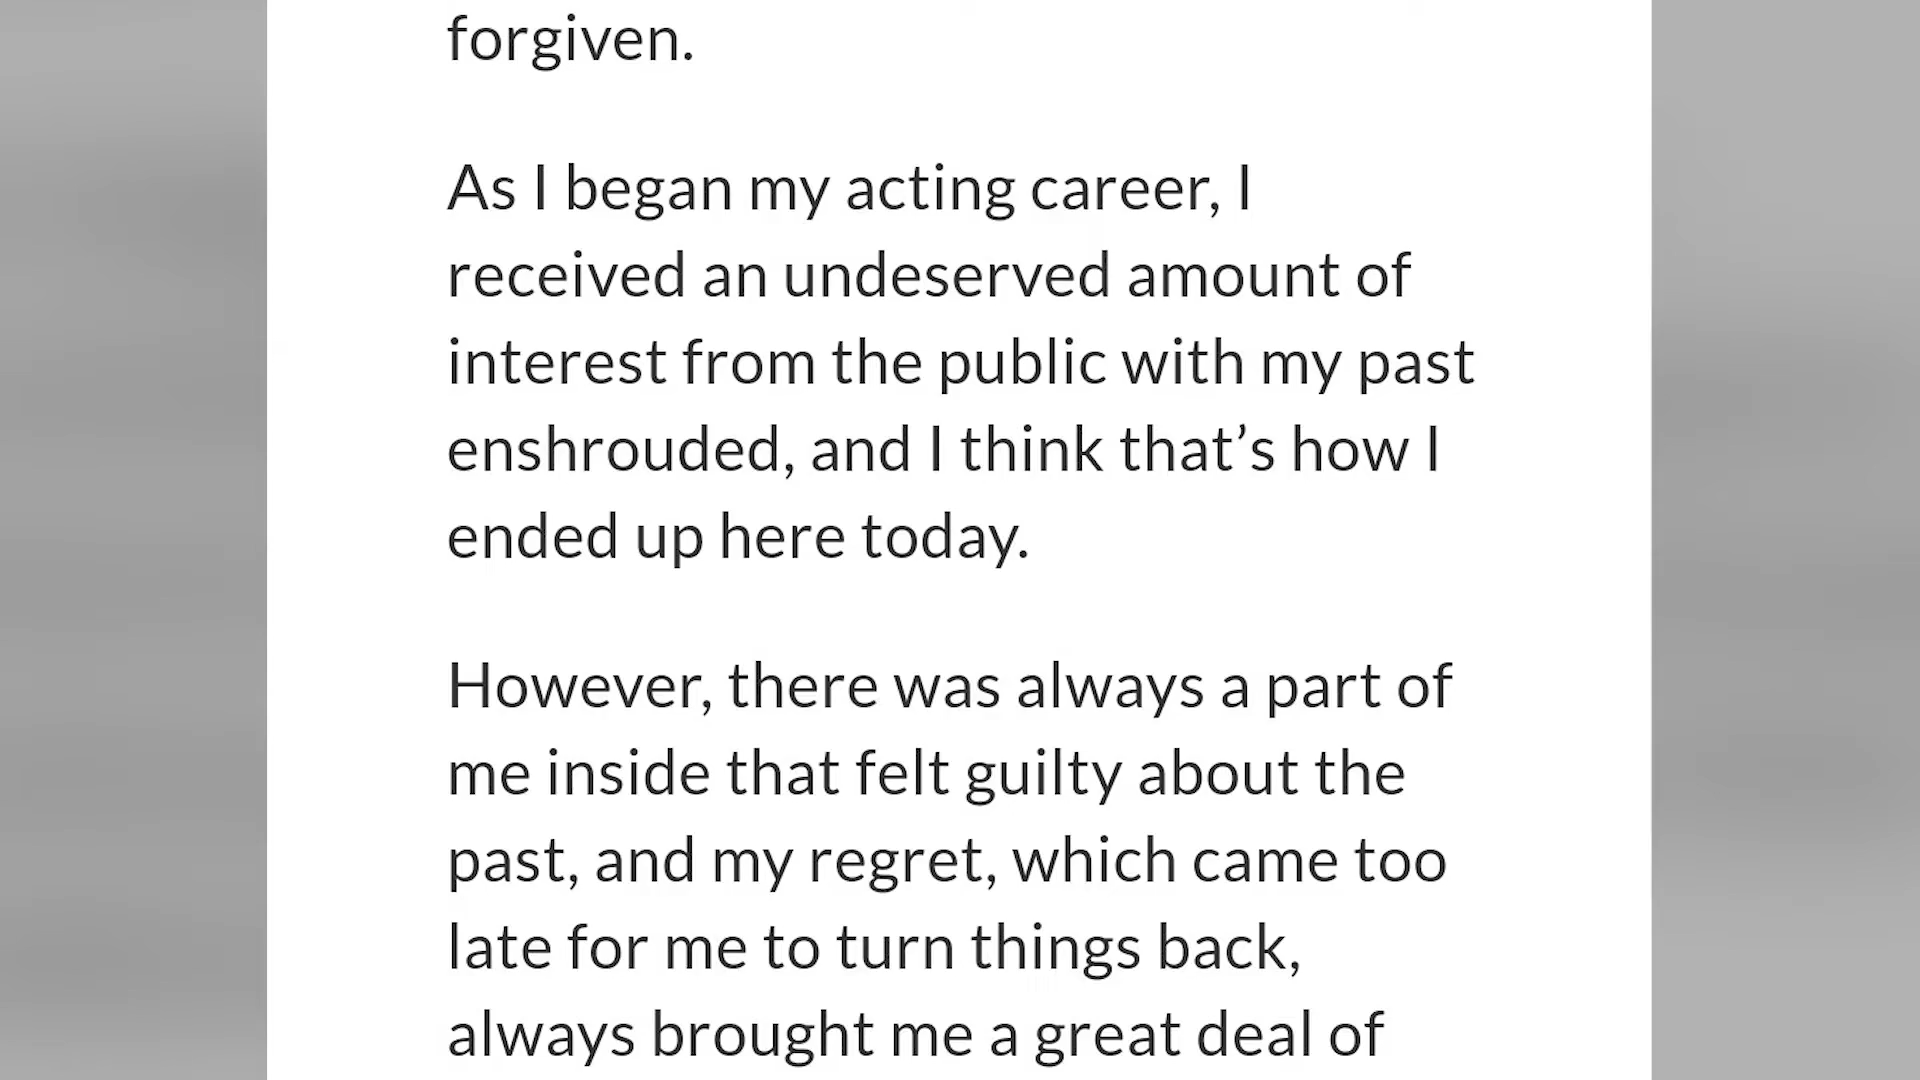 forgiven.
As I began my acting career, I
received an undeserved amount of
interest from the public with my past
enshrouded, and I think that’s how I
ended up here today.
However, there was always a part of
me inside that felt guilty about the
past, and my regret, which came too
late for me to turn things back,
always brought me a great deal of